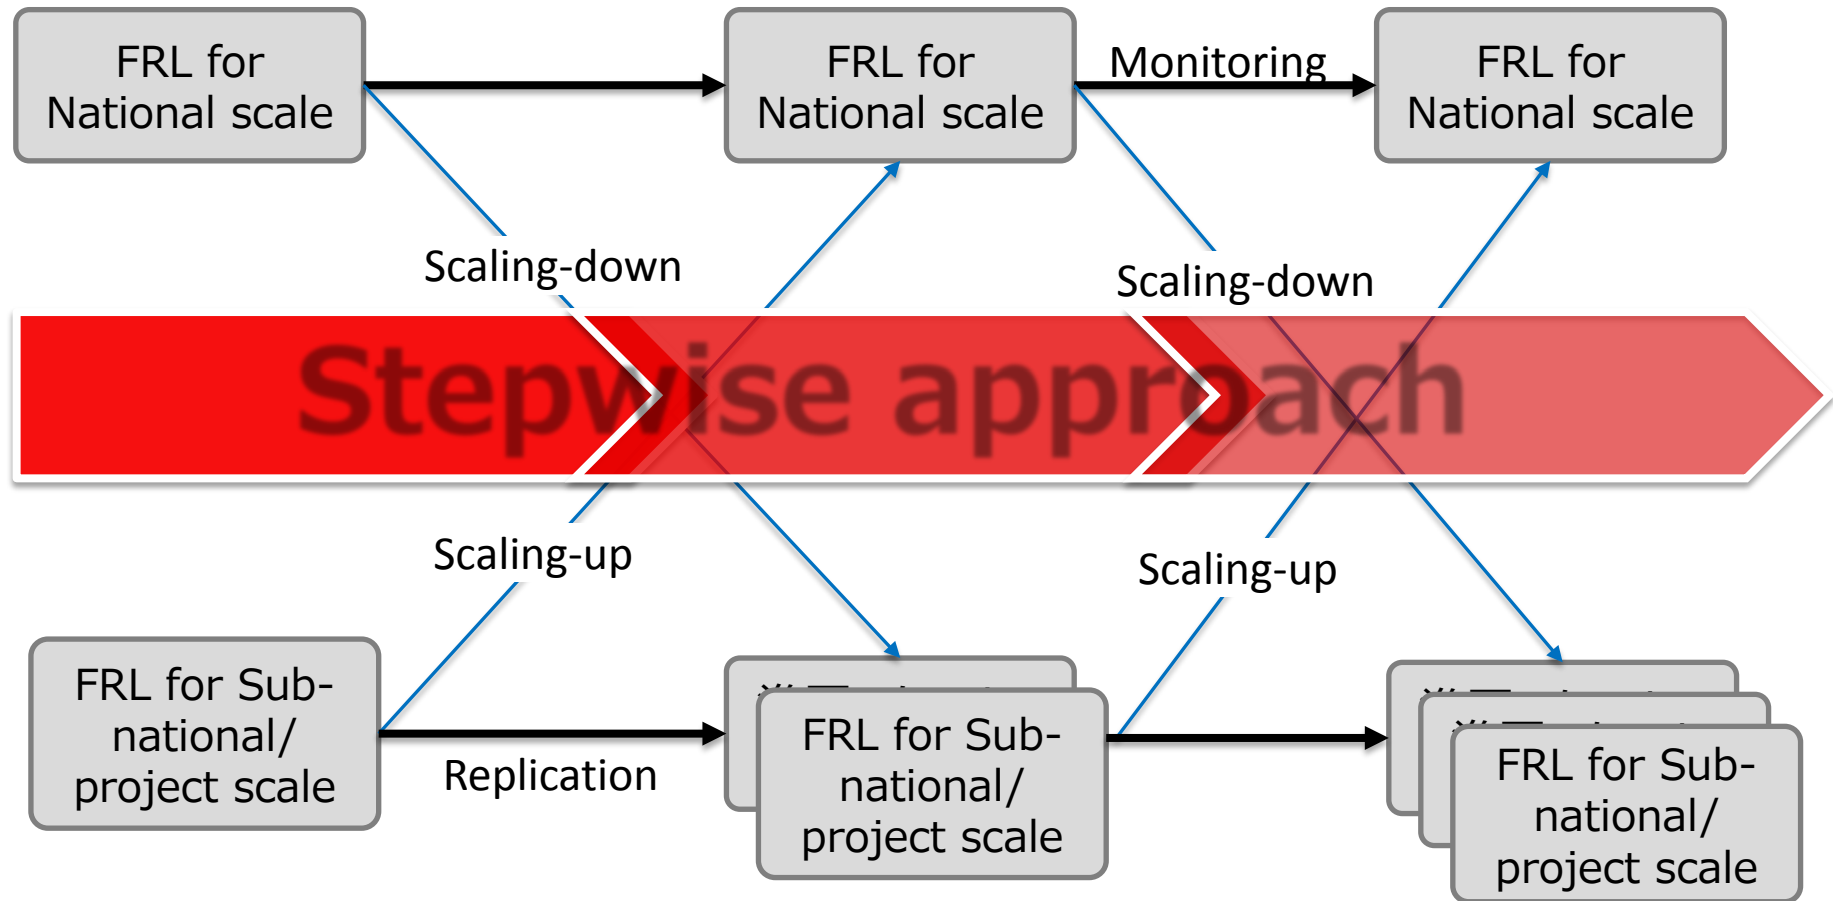 FRL for
National scale
FRL for
National scale
Monitoring
FRL for
National scale
Scaling-down
Scaling-down
Stepwise approach
Scaling-up
Scaling-up
FRL for Sub-
national/
project scale
Replication
FRL for Sub-
national/
project scale
FRL for Sub-
national/
project scale